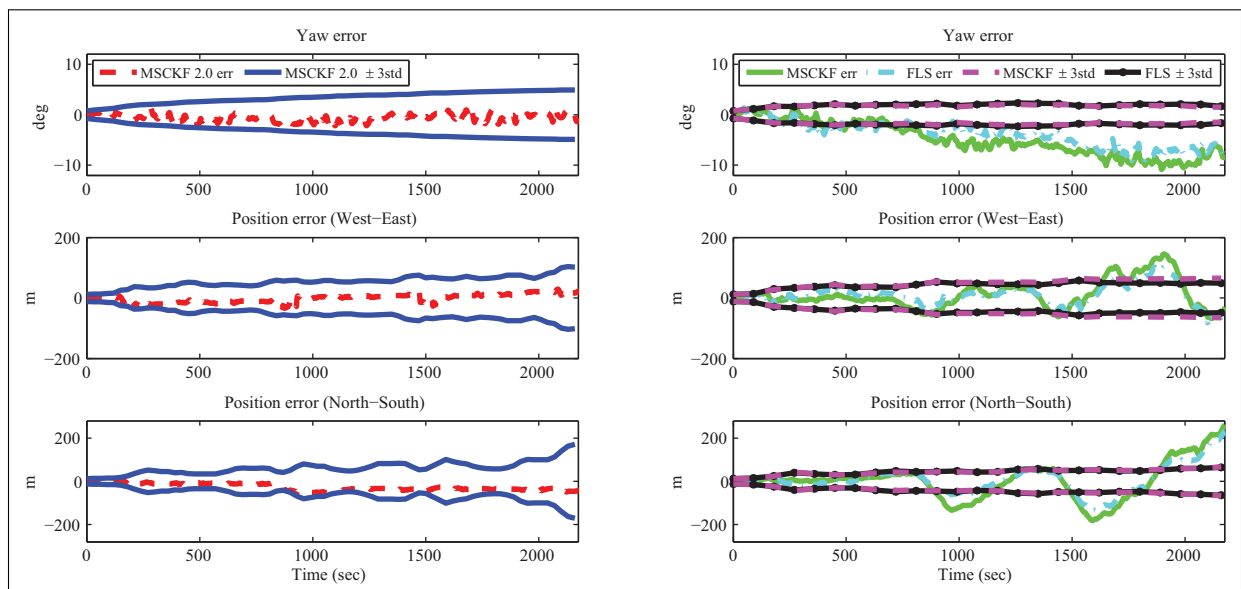 Yaw error
MSCKF 2.0 err MSCKF 2.0 ± 3std
10
0
−10
deg
0 500 1000 1500 2000
Position error (West−East)
200
0
−200
m
0 500 1000 1500 2000
Position error (North−South)
200
0
−200
m
0 500 1000 1500 2000
Time (sec)
Yaw error
MSCKF err FLS err MSCKF ± 3std FLS ± 3std
10
0
−10
deg
0 500 1000 1500 2000
Position error (West−East)
200
0
−200
m
0 500 1000 1500 2000
Position error (North−South)
200
0
−200
m
0 500 1000 1500 2000
Time (sec)